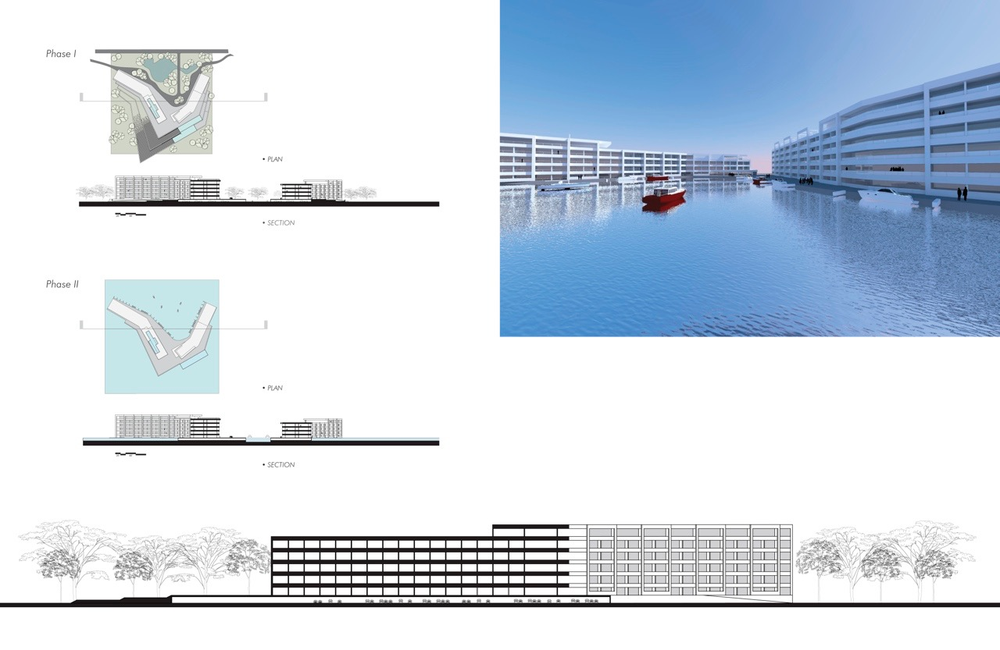 Phase I
• PLAN
• SECTION
Phase II
• PLAN
• SECTION